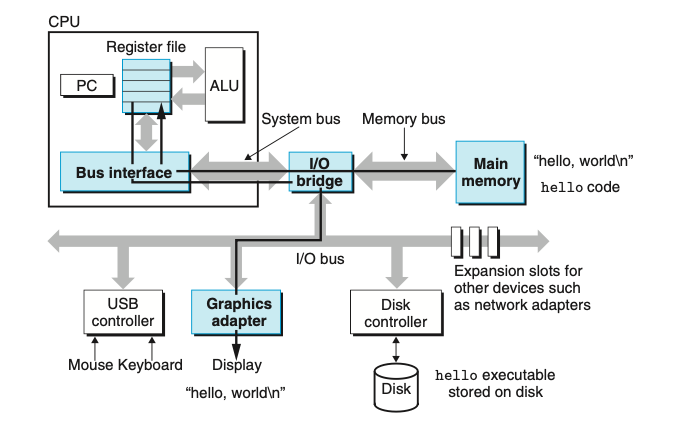 CPU
Register file
PC
ALU
System bus
Memory bus
Bus interface
I/O
bridge
Main
memory
“hello, world\n”
hello code
I/O bus
Expansion slots for
other devices such
as network adapters
USB
controller
Graphics
adapter
Disk
controller
Mouse Keyboard
Display
“hello, world\n”
Disk
hello executable
stored on disk